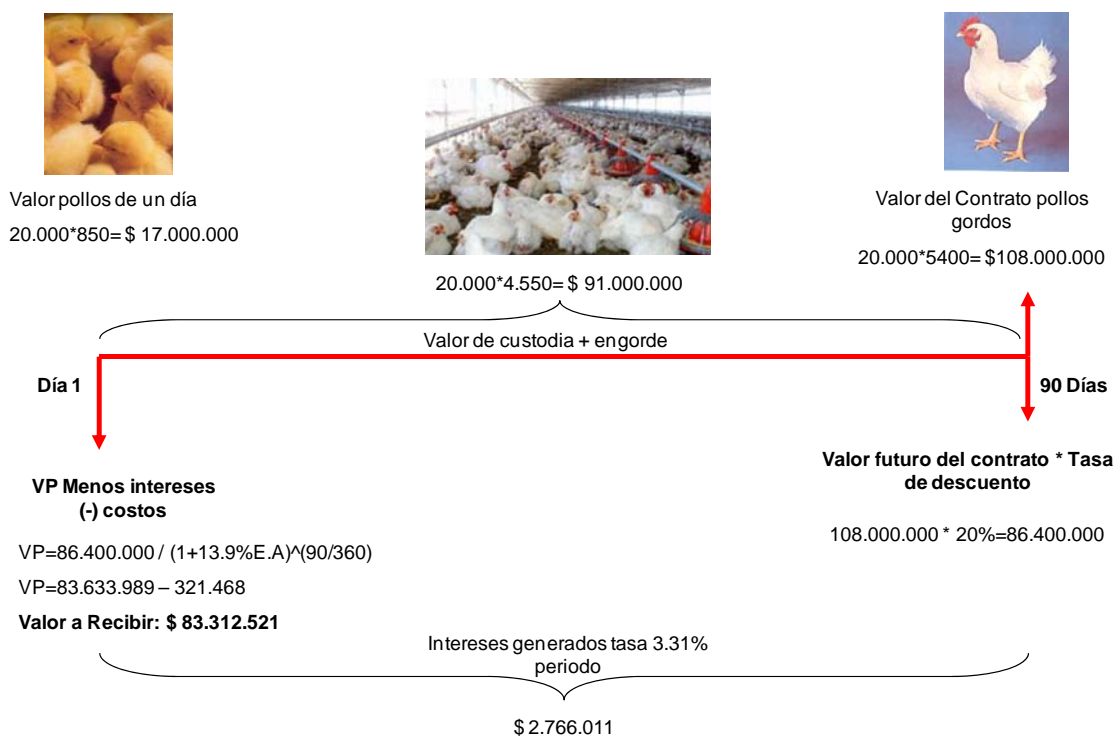 Valor pollos de un día
20.000*850= $ 17.000.000
20.000*4.550= $ 91.000.000
Valor del Contrato pollos
gordos
20.000*5400= $108.000.000
Valor de custodia + engorde
Día 1
90 Días
VP Menos intereses
(-) costos
VP=86.400.000 / (1+13.9%E.A)^(90/360)
VP=83.633.989 – 321.468
Valor a Recibir: $ 83.312.521
Valor futuro del contrato * Tasa
de descuento
108.000.000 * 20%=86.400.000
Intereses generados tasa 3.31%
periodo
$ 2.766.011